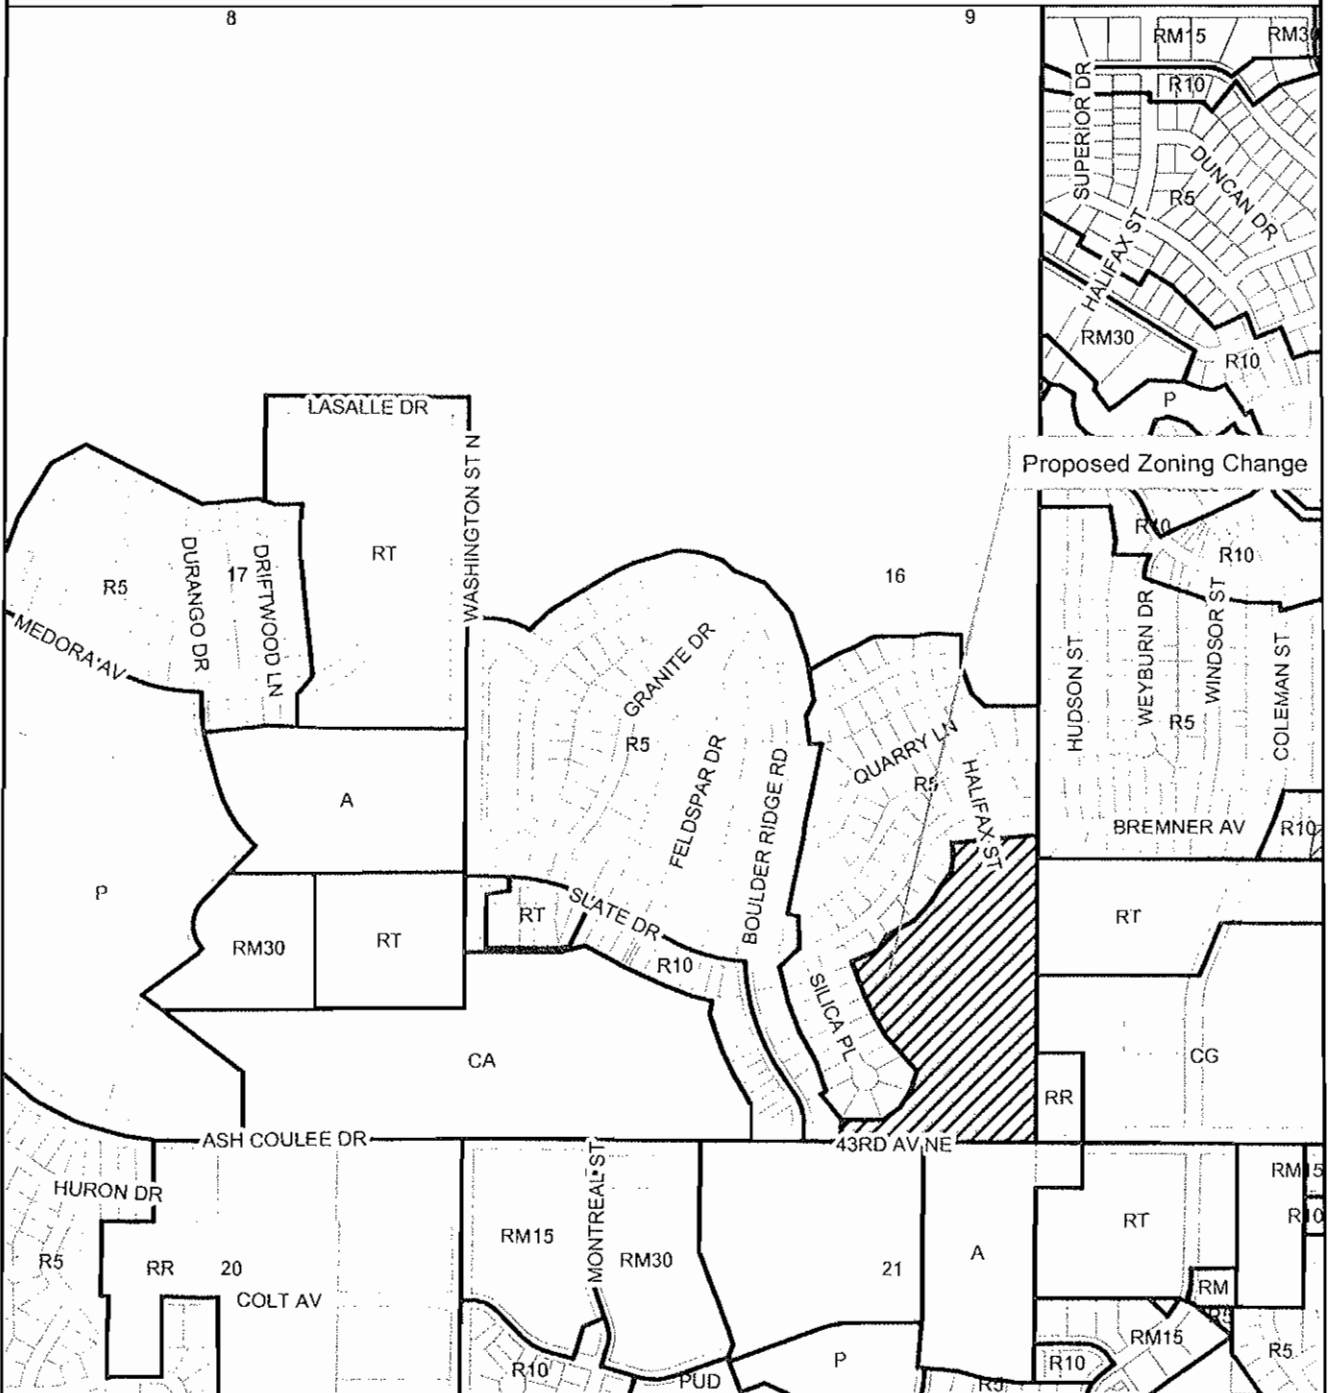 8
9
RM15
RM30
R10
SUPERIOR DR
DUNCAN DR
R5
HALIFAX ST
RM30
R10
P
LASALLE DR
WASHINGTON ST N
Proposed Zoning Change
R10
R10
RT
16
R5
DURANGO DR
17
DRIFTWOOD LN
MEDORA AV
GRANITE DR
R5
FELDSPAR DR
BOULDER RIDGE RD
QUARRY LN
R5
HALIFAX ST
HUDSON ST
WEYBURN DR
WINDSOR ST
COLEMAN ST
R5
A
BREMNER AV
R10
P
RM30
RT
RT
SLATE DR
R10
SILICA PL
RT
CA
CG
RR
ASH COULEE DR
43RD AV NE
HURON DR
R5
RR
20
COLT AV
RM15
MONTREAL ST
RM30
21
A
RT
RM15
R10
RM
R5
RM15
R5
R10
R10
PUD
P
R5